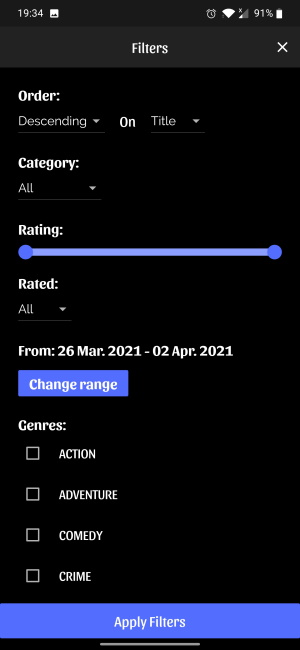 19:34
91%
Filters
Order:
Descending On Title
Category:
All
Rating:
Rated:
All
From: 26 Mar. 2021 - 02 Apr. 2021
Change range
Genres:
ACTION
ADVENTURE
COMEDY
CRIME
Apply Filters